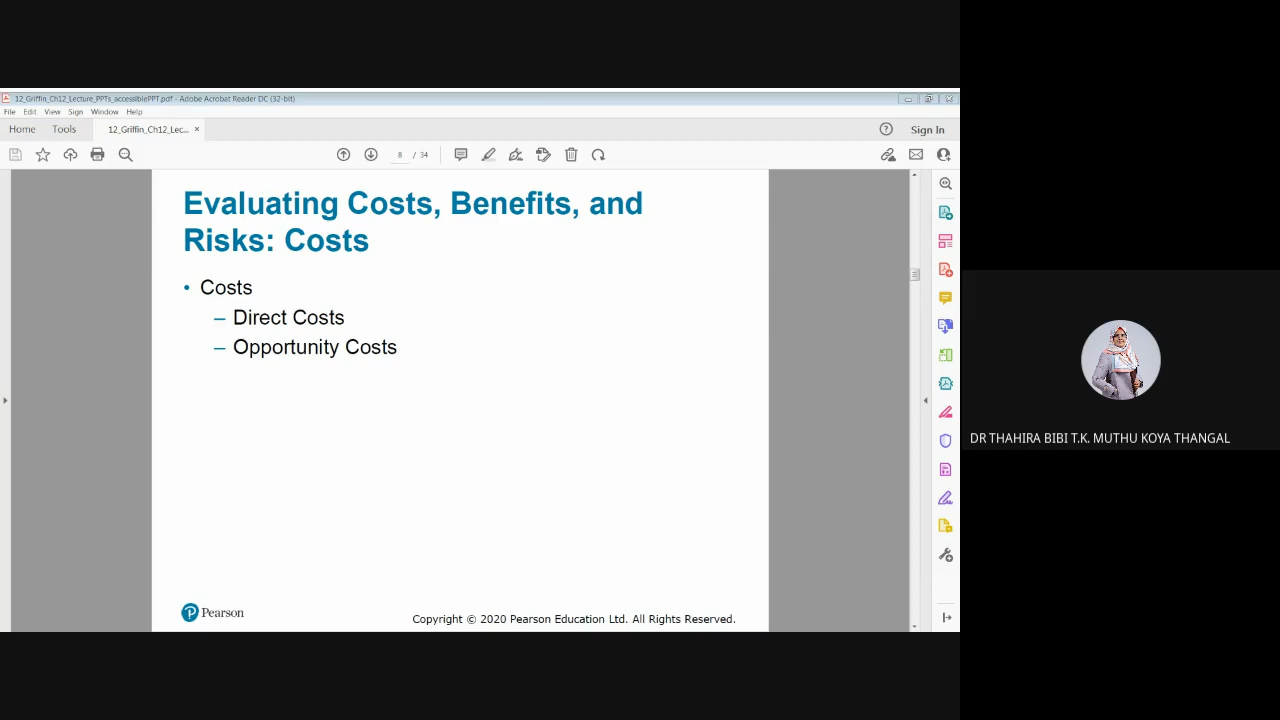 12_Griffin_Ch12_Lecture_PPTs_accessiblePPT.pdf - Adobe Acrobat Reader DC (32-bit)
File Edit View Sign Window Help
Home Tools 12_Griffin_Ch12_Lec... × Sign In
8 / 34
Evaluating Costs, Benefits, and
Risks: Costs
• Costs
– Direct Costs
– Opportunity Costs
Pearson
Copyright © 2020 Pearson Education Ltd. All Rights Reserved.
DR THAHIRA BIBI T.K. MUTHU KOYA THANGAL